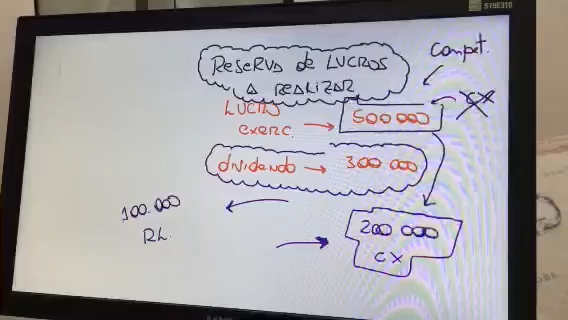 S19E310
Compet.
RESERVA de LUCROS
A REALIZAR
CX
LUCRO
EXERC. → 500 000
dividendo → 300 000
100.000
RL.
200 000
CX